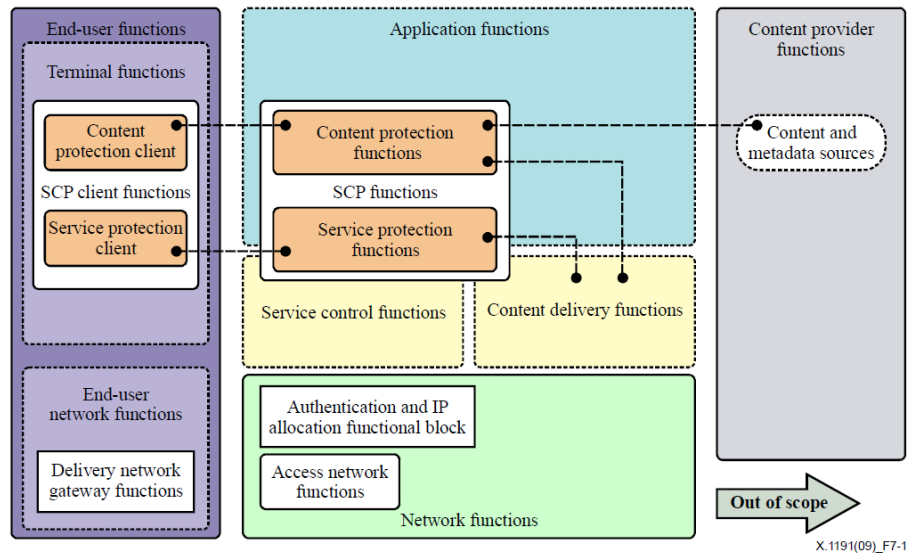 End-user functions
Terminal functions
Content
protection client
SCP client functions
Service protection
client
End-user
network functions
Delivery network
gateway functions
Application functions
Content protection
functions
SCP functions
Service protection
functions
Service control functions
Content delivery functions
Authentication and IP
allocation functional block
Access network
functions
Network functions
Content provider
functions
Content and
metadata sources
Out of scope
X.1191(09)_F7-1